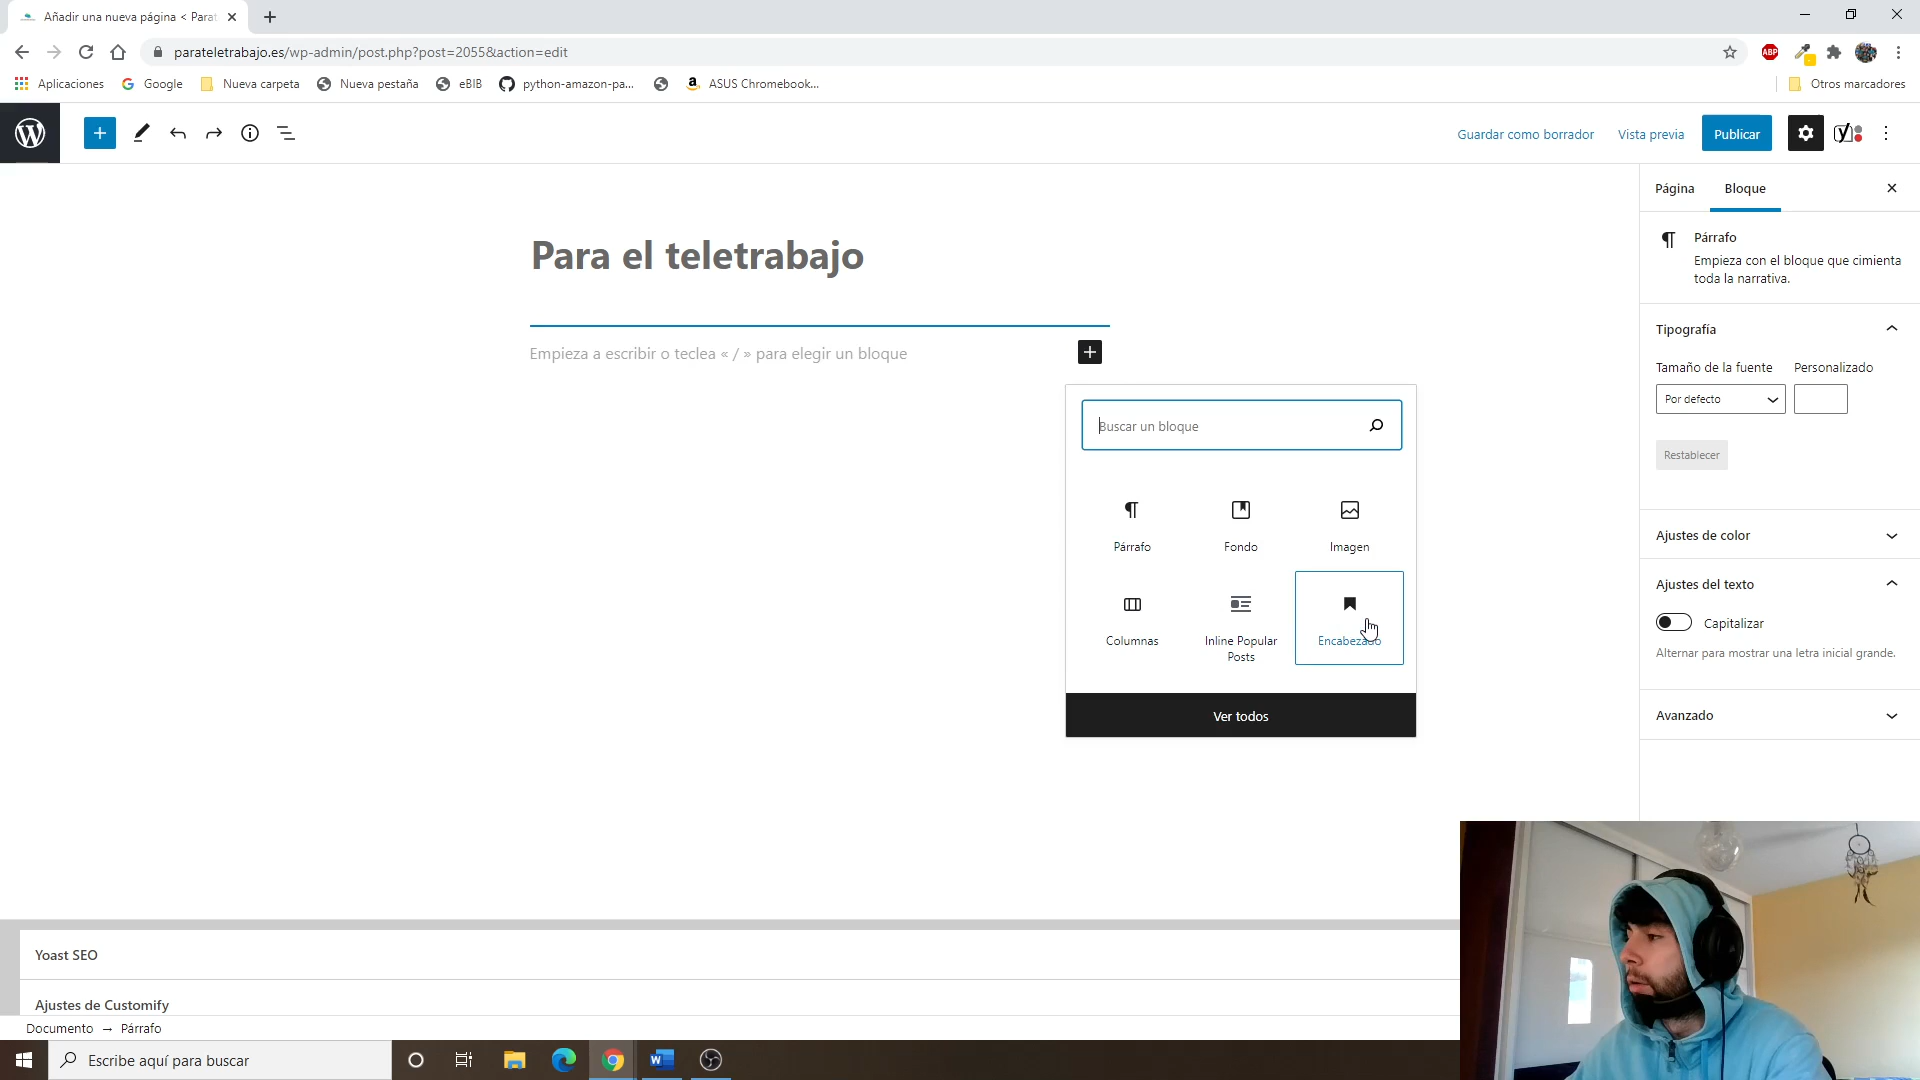 Añadir una nueva página < Parat
parateletrabajo.es/wp-admin/post.php?post=2055&action=edit
ABP
Aplicaciones
Google
Nueva carpeta
Nueva pestaña
eBIB
python-amazon-pa...
ASUS Chromebook...
Otros marcadores
Guardar como borrador
Vista previa
Publicar
Página
Bloque
Para el teletrabajo
Párrafo
Empieza con el bloque que cimienta
toda la narrativa.
Empieza a escribir o teclea « / » para elegir un bloque
Tipografía
Tamaño de la fuente
Personalizado
Por defecto
Restablecer
Buscar un bloque
Párrafo
Fondo
Imagen
Columnas
Inline Popular
Posts
Encabezado
Ver todos
Ajustes de color
Ajustes del texto
Capitalizar
Alternar para mostrar una letra inicial grande.
Avanzado
Yoast SEO
Ajustes de Customify
Documento → Párrafo
Escribe aquí para buscar